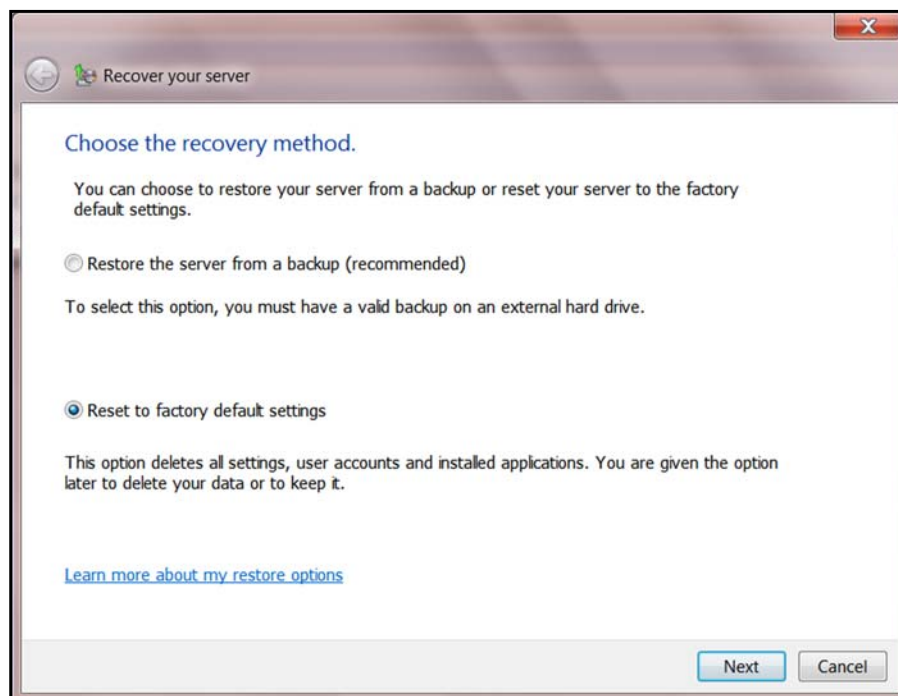 Recover your server
Choose the recovery method.
You can choose to restore your server from a backup or reset your server to the factory
default settings.
Restore the server from a backup (recommended)
To select this option, you must have a valid backup on an external hard drive.
Reset to factory default settings
This option deletes all settings, user accounts and installed applications. You are given the option
later to delete your data or to keep it.
Learn more about my restore options
Next
Cancel